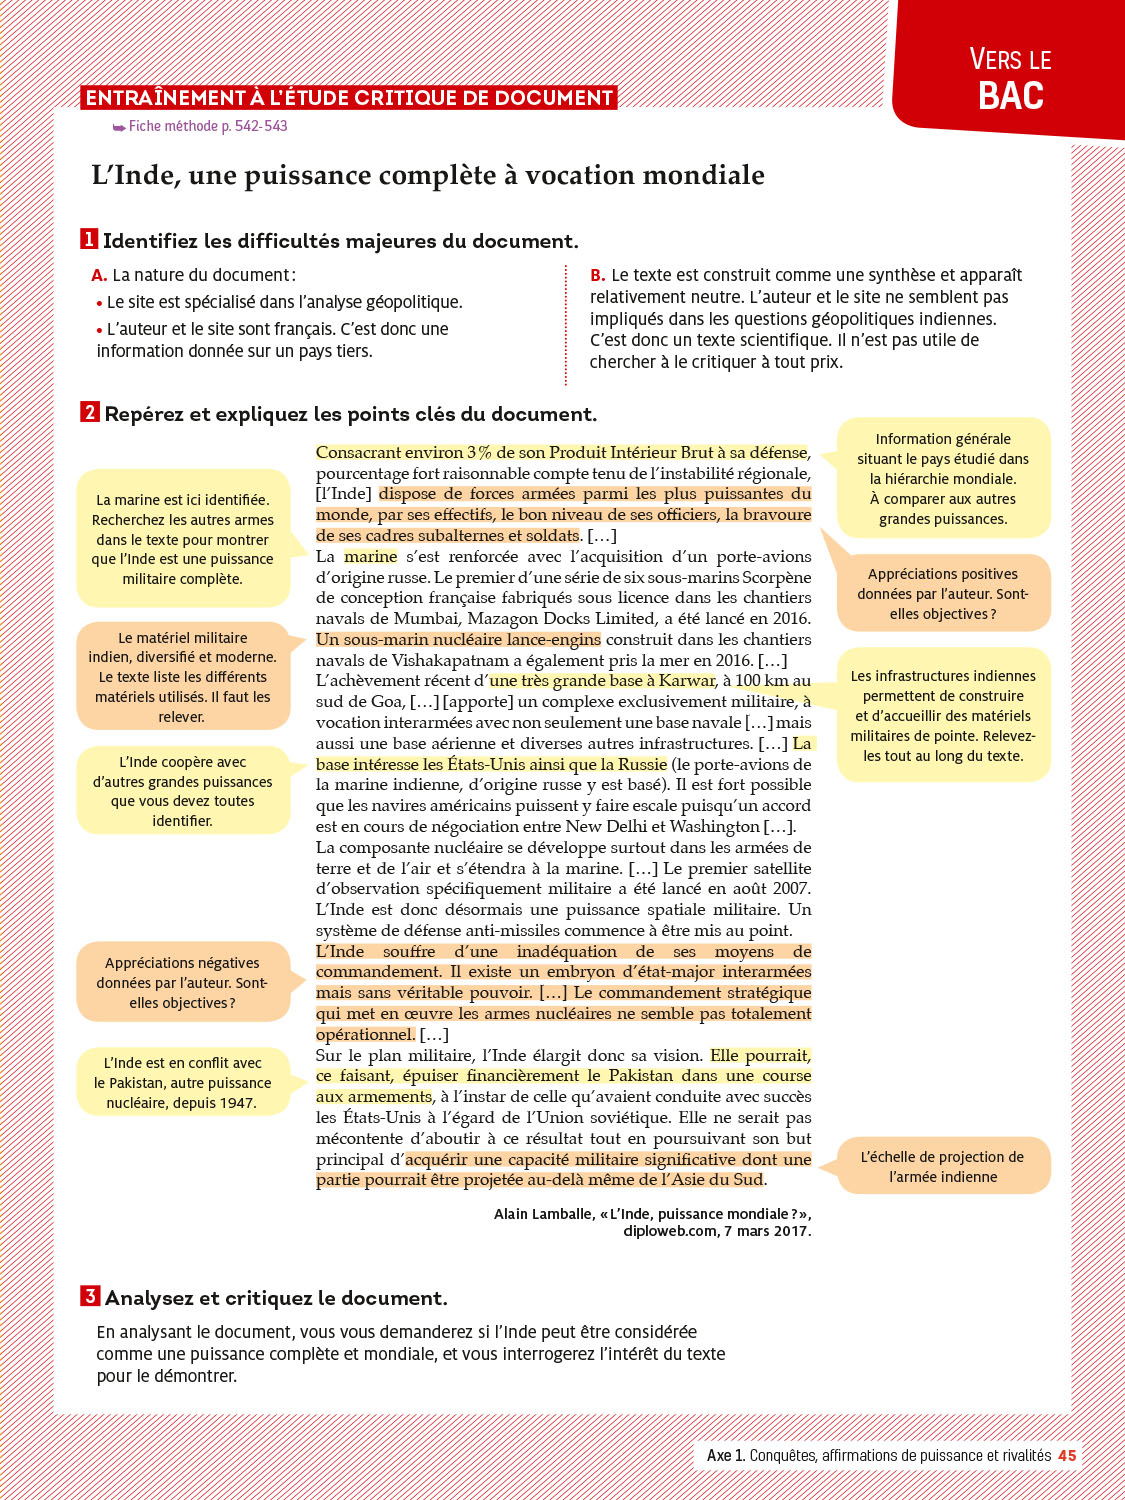 VERS LE
BAC
ENTRAÎNEMENT À L'ÉTUDE CRITIQUE DE DOCUMENT
➥ Fiche méthode p. 542-543
L'Inde, une puissance complète à vocation mondiale
1 Identifiez les difficultés majeures du document.
A. La nature du document :
• Le site est spécialisé dans l'analyse géopolitique.
• L'auteur et le site sont français. C'est donc une
information donnée sur un pays tiers.
B. Le texte est construit comme une synthèse et apparaît
relativement neutre. L'auteur et le site ne semblent pas
impliqués dans les questions géopolitiques indiennes.
C'est donc un texte scientifique. Il n'est pas utile de
chercher à le critiquer à tout prix.
2 Repérez et expliquez les points clés du document.
La marine est ici identifiée.
Recherchez les autres armes
dans le texte pour montrer
que l'Inde est une puissance
militaire complète.
Le matériel militaire
indien, diversifié et moderne.
Le texte liste les différents
matériels utilisés. Il faut les
relever.
L'Inde coopère avec
d'autres grandes puissances
que vous devez toutes
identifier.
Appréciations négatives
données par l'auteur. Sont-
elles objectives ?
L'Inde est en conflit avec
le Pakistan, autre puissance
nucléaire, depuis 1947.
Consacrant environ 3 % de son Produit Intérieur Brut à sa défense,
pourcentage fort raisonnable compte tenu de l'instabilité régionale,
[l'Inde] dispose de forces armées parmi les plus puissantes du
monde, par ses effectifs, le bon niveau de ses officiers, la bravoure
de ses cadres subalternes et soldats. […]
La marine s'est renforcée avec l'acquisition d'un porte-avions
d'origine russe. Le premier d'une série de six sous-marins Scorpène
de conception française fabriqués sous licence dans les chantiers
navals de Mumbai, Mazagon Docks Limited, a été lancé en 2016.
Un sous-marin nucléaire lance-engins construit dans les chantiers
navals de Vishakapatnam a également pris la mer en 2016. […]
L'achèvement récent d'une très grande base à Karwar, à 100 km au
sud de Goa, […] [apporte] un complexe exclusivement militaire, à
vocation interarmées avec non seulement une base navale […] mais
aussi une base aérienne et diverses autres infrastructures. […] La
base intéresse les États-Unis ainsi que la Russie (le porte-avions de
la marine indienne, d'origine russe y est basé). Il est fort possible
que les navires américains puissent y faire escale puisqu'un accord
est en cours de négociation entre New Delhi et Washington […].
La composante nucléaire se développe surtout dans les armées de
terre et de l'air et s'étendra à la marine. […] Le premier satellite
d'observation spécifiquement militaire a été lancé en août 2007.
L'Inde est donc désormais une puissance spatiale militaire. Un
système de défense anti-missiles commence à être mis au point.
L'Inde souffre d'une inadéquation de ses moyens de
commandement. Il existe un embryon d'état-major interarmées
mais sans véritable pouvoir. […] Le commandement stratégique
qui met en œuvre les armes nucléaires ne semble pas totalement
opérationnel. […]
Sur le plan militaire, l'Inde élargit donc sa vision. Elle pourrait,
ce faisant, épuiser financièrement le Pakistan dans une course
aux armements, à l'instar de celle qu'avaient conduite avec succès
les États-Unis à l'égard de l'Union soviétique. Elle ne serait pas
mécontente d'aboutir à ce résultat tout en poursuivant son but
principal d'acquérir une capacité militaire significative dont une
partie pourrait être projetée au-delà même de l'Asie du Sud.
Alain Lamballe, « L'Inde, puissance mondiale ? »,
diploweb.com, 7 mars 2017.
Information générale
situant le pays étudié dans
la hiérarchie mondiale.
À comparer aux autres
grandes puissances.
Appréciations positives
données par l'auteur. Sont-
elles objectives ?
Les infrastructures indiennes
permettent de construire
et d'accueillir des matériels
militaires de pointe. Relevez-
les tout au long du texte.
L'échelle de projection de
l'armée indienne
3 Analysez et critiquez le document.
En analysant le document, vous vous demanderez si l'Inde peut être considérée
comme une puissance complète et mondiale, et vous interrogerez l'intérêt du texte
pour le démontrer.
Axe 1. Conquêtes, affirmations de puissance et rivalités 45